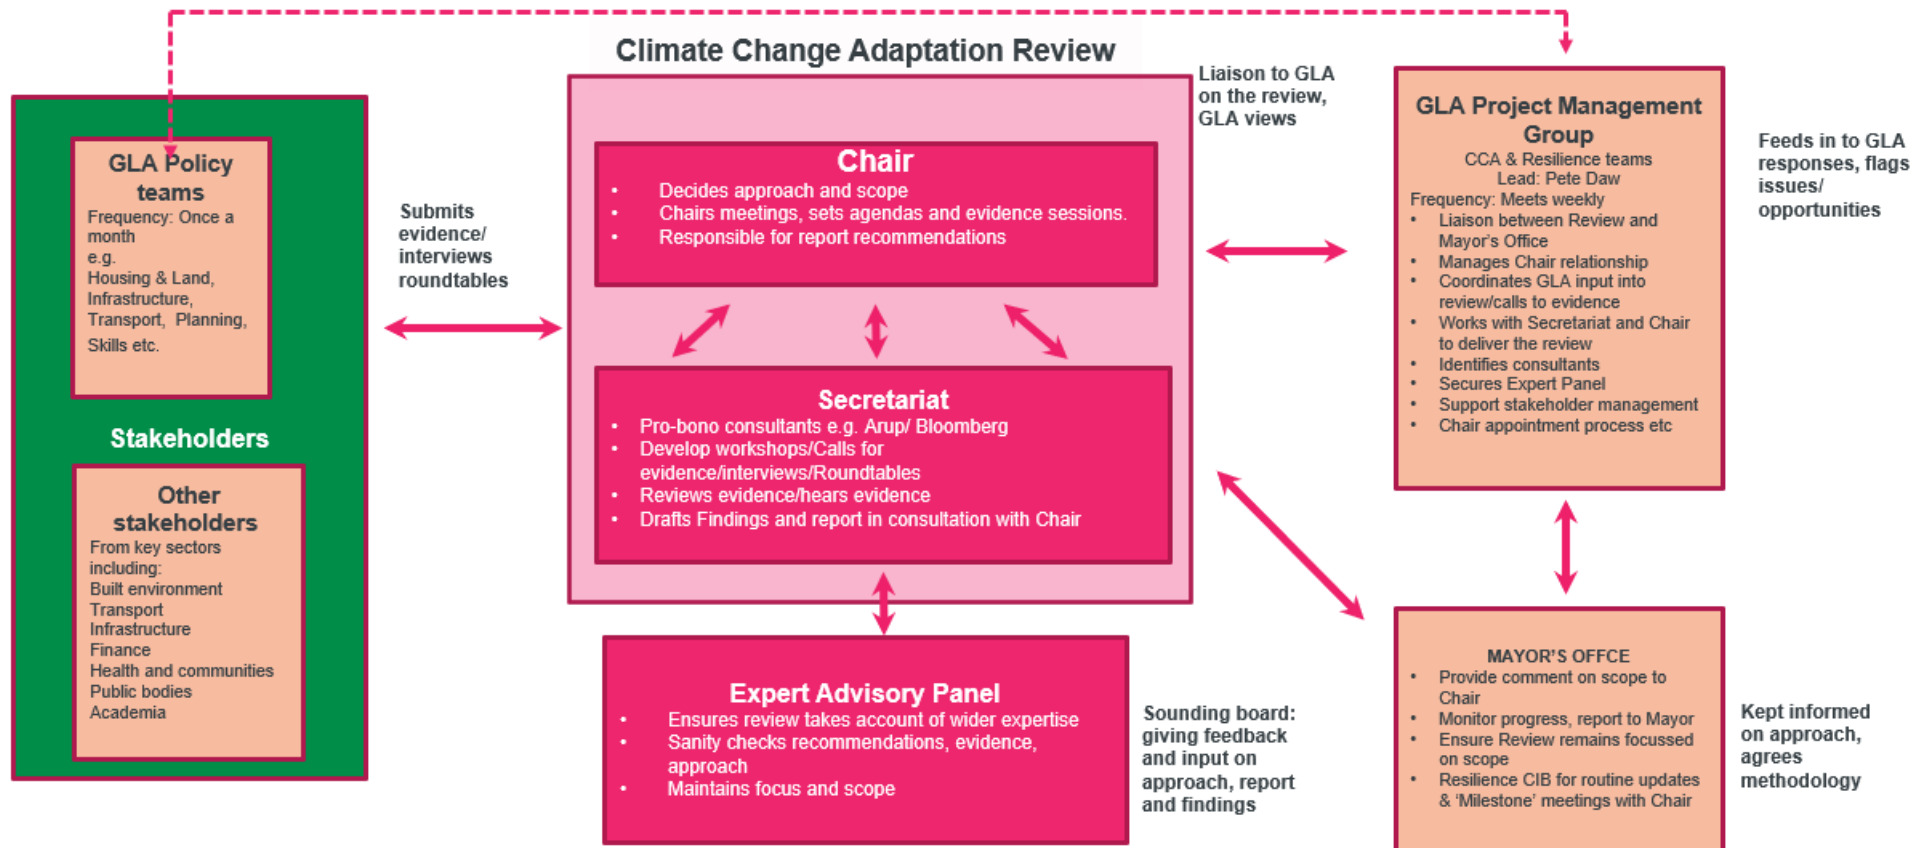 Climate Change Adaptation Review
GLA Policy
teams
Frequency: Once a
month
e.g.
Housing & Land,
Infrastructure,
Transport, Planning,
Skills etc.
Stakeholders
Other
stakeholders
From key sectors
including:
Built environment
Transport
Infrastructure
Finance
Health and communities
Public bodies
Academia
Submits
evidence/
interviews
roundtables
Chair
• Decides approach and scope
• Chairs meetings, sets agendas and evidence sessions.
• Responsible for report recommendations
Secretariat
• Pro-bono consultants e.g. Arup/ Bloomberg
• Develop workshops/Calls for
evidence/interviews/Roundtables
• Reviews evidence/hears evidence
• Drafts Findings and report in consultation with Chair
Expert Advisory Panel
• Ensures review takes account of wider expertise
• Sanity checks recommendations, evidence,
approach
• Maintains focus and scope
Liaison to GLA
on the review,
GLA views
Sounding board:
giving feedback
and input on
approach, report
and findings
GLA Project Management
Group
CCA & Resilience teams
Lead: Pete Daw
Frequency: Meets weekly
• Liaison between Review and
Mayor's Office
• Manages Chair relationship
• Coordinates GLA input into
review/calls to evidence
• Works with Secretariat and Chair
to deliver the review
• Identifies consultants
• Secures Expert Panel
• Support stakeholder management
• Chair appointment process etc
Feeds in to GLA
responses, flags
issues/
opportunities
MAYOR'S OFFCE
• Provide comment on scope to
Chair
• Monitor progress, report to Mayor
• Ensure Review remains focussed
on scope
• Resilience CIB for routine updates
& 'Milestone' meetings with Chair
Kept informed
on approach,
agrees
methodology